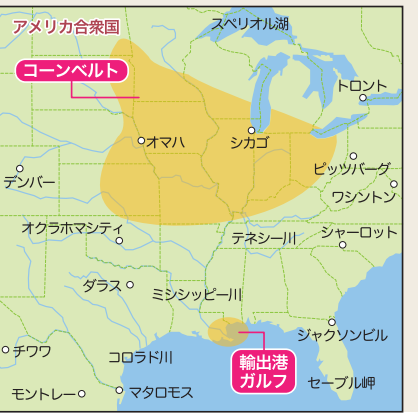 アメリカ合衆国
スペリオル湖
コーンベルト
トロント
オマハ
シカゴ
ピッツバーグ
デンバー
ワシントン
オクラホマシティ
テネシー川
シャーロット
ダラス
ミシシッピー川
ジャクソンビル
チワワ
コロラド川
輸出港
ガルフ
セーブル岬
モントレー
マタロモス